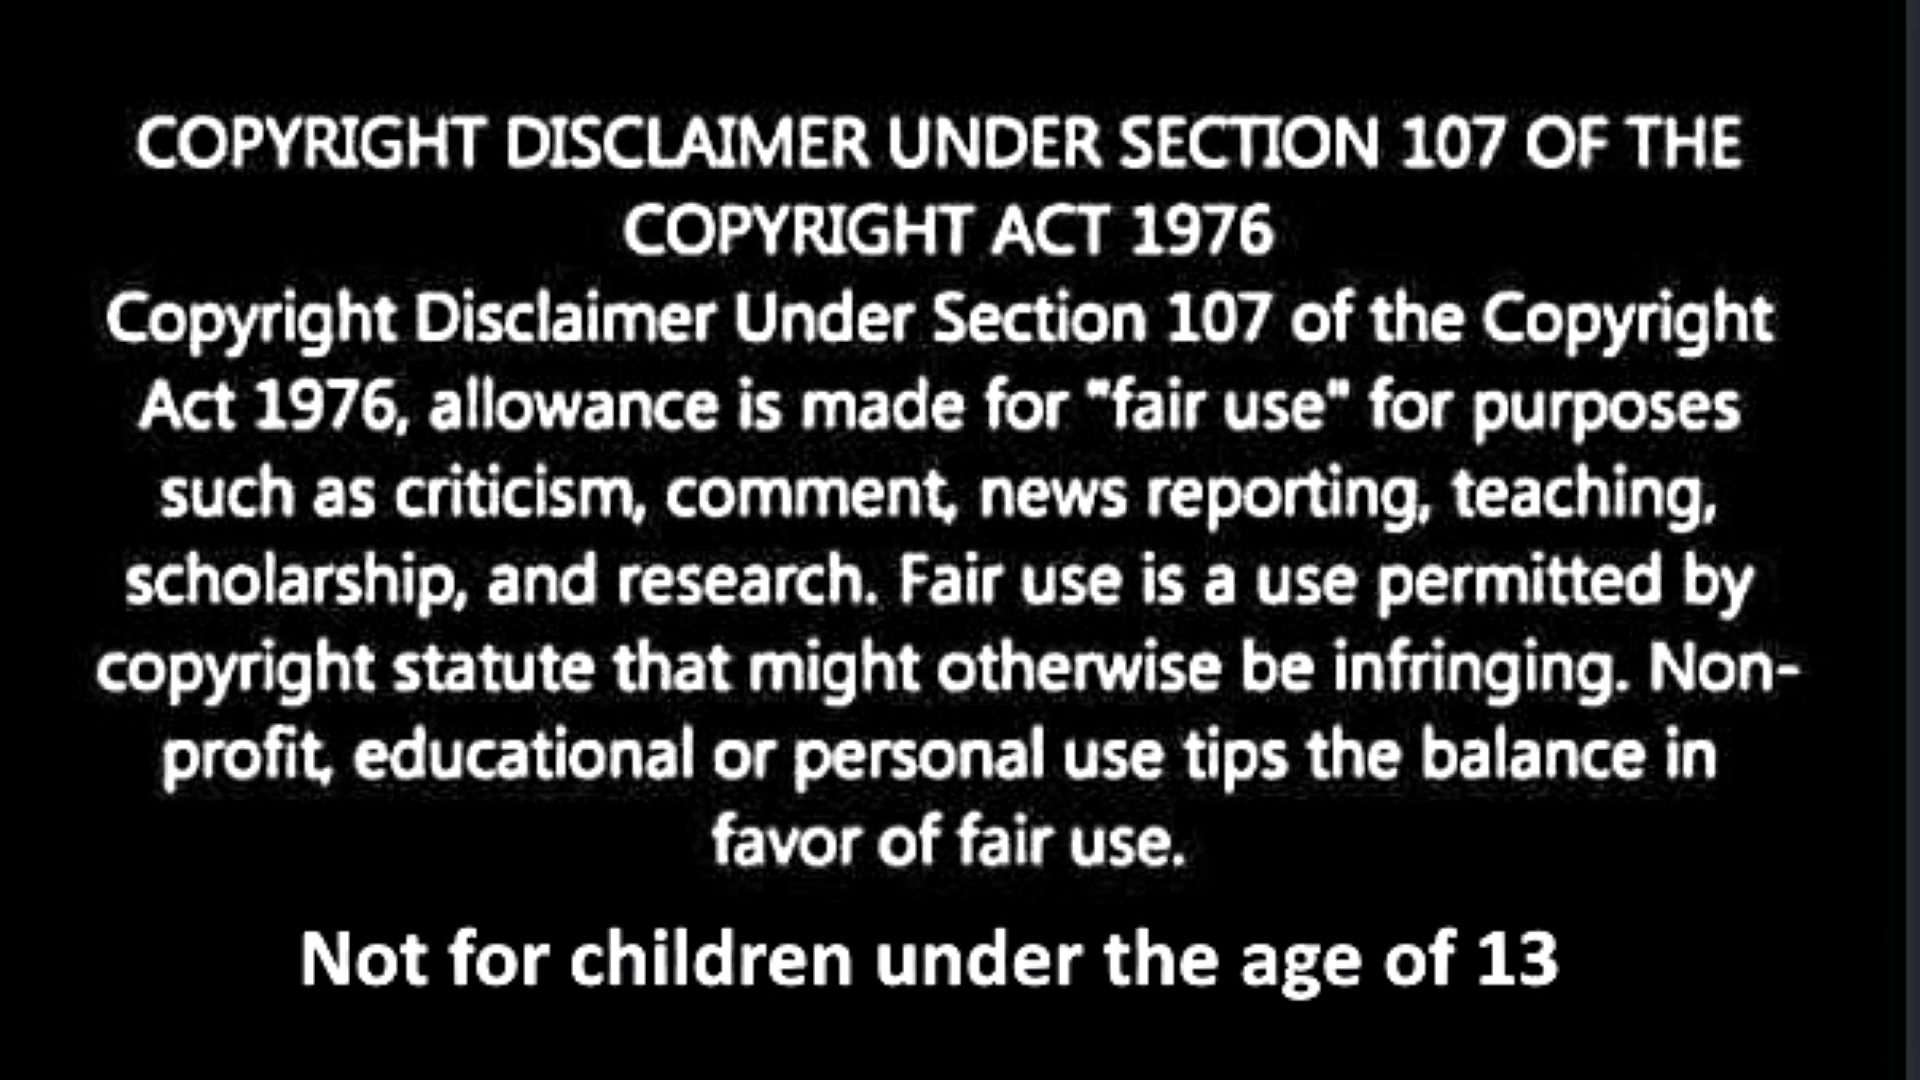 COPYRIGHT DISCLAIMER UNDER SECTION 107 OF THE
COPYRIGHT ACT 1976
Copyright Disclaimer Under Section 107 of the Copyright
Act 1976, allowance is made for "fair use" for purposes
such as criticism, comment, news reporting, teaching,
scholarship, and research. Fair use is a use permitted by
copyright statute that might otherwise be infringing. Non-
profit, educational or personal use tips the balance in
favor of fair use.
Not for children under the age of 13